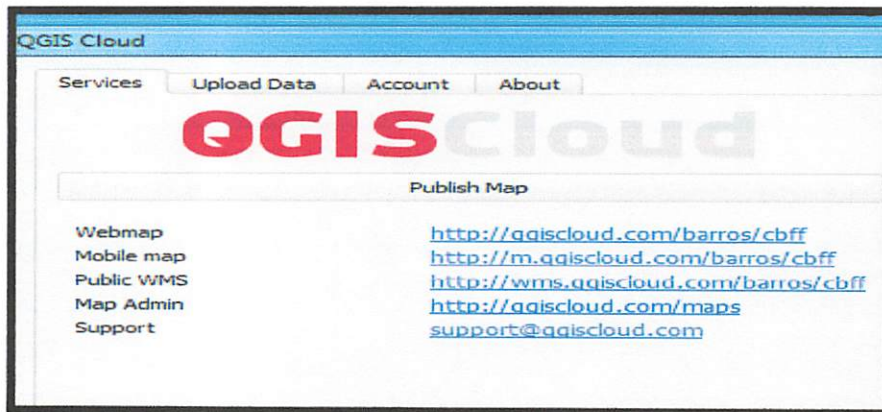 QGIS Cloud
Services Upload Data Account About
QGISCloud
Publish Map
Webmap http://qgiscloud.com/barros/cbff
Mobile map http://m.qgiscloud.com/barros/cbff
Public WMS http://wms.qgiscloud.com/barros/cbff
Map Admin http://qgiscloud.com/maps
Support support@qgiscloud.com